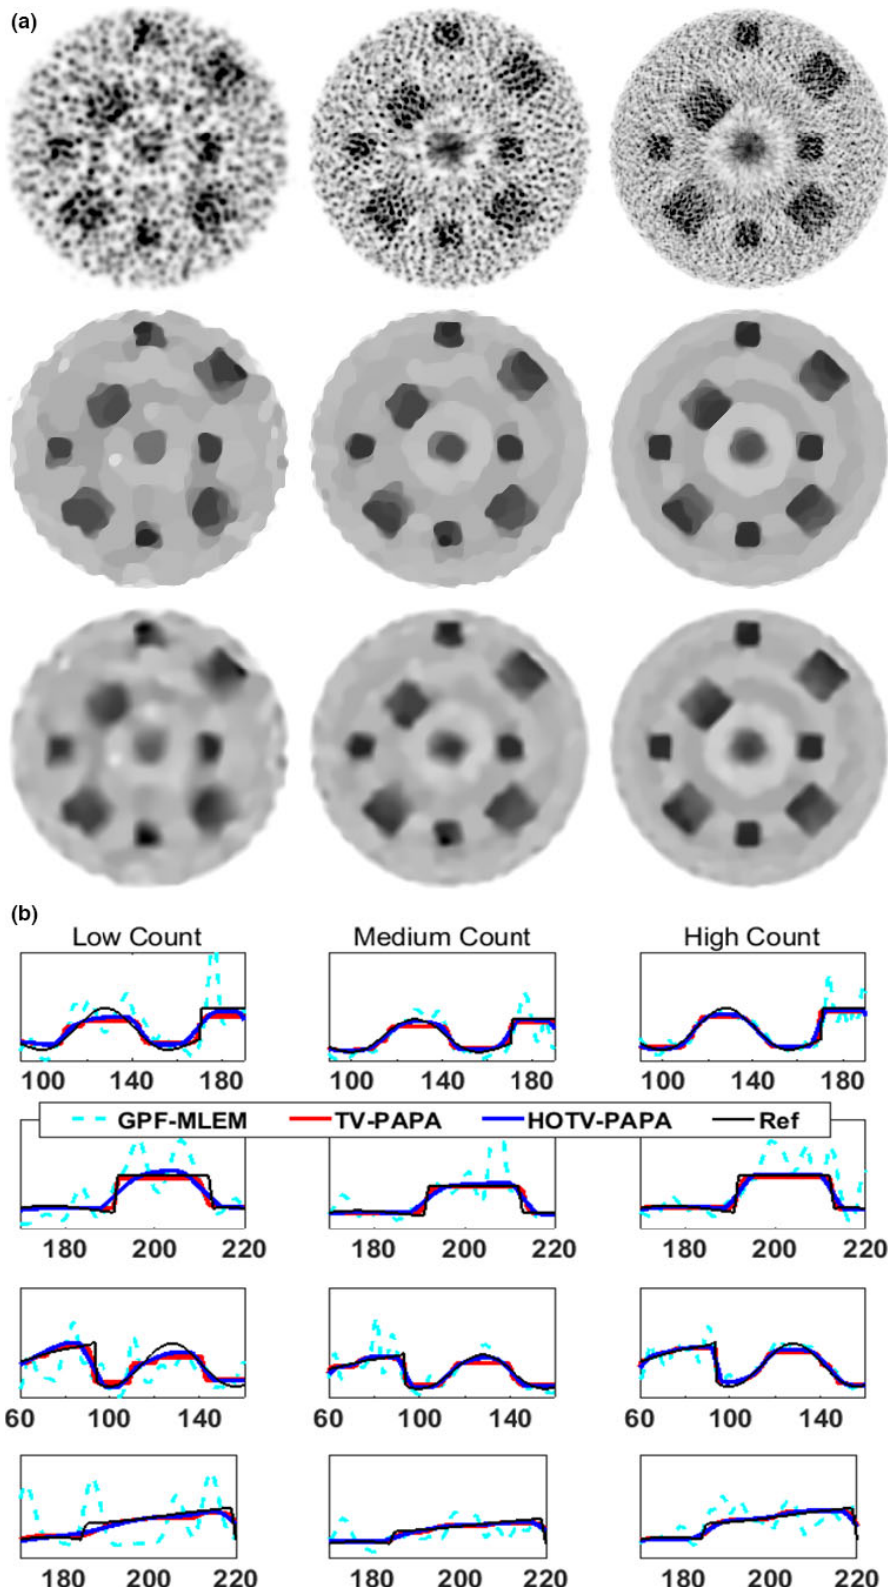 (a)
(b)
Low Count Medium Count High Count
100 140 180 100 140 180 100 140 180
GPF-MLEM TV-PAPA HOTV-PAPA Ref
180 200 220 180 200 220 180 200 220
60 100 140 60 100 140 60 100 140
180 200 220 180 200 220 180 200 220